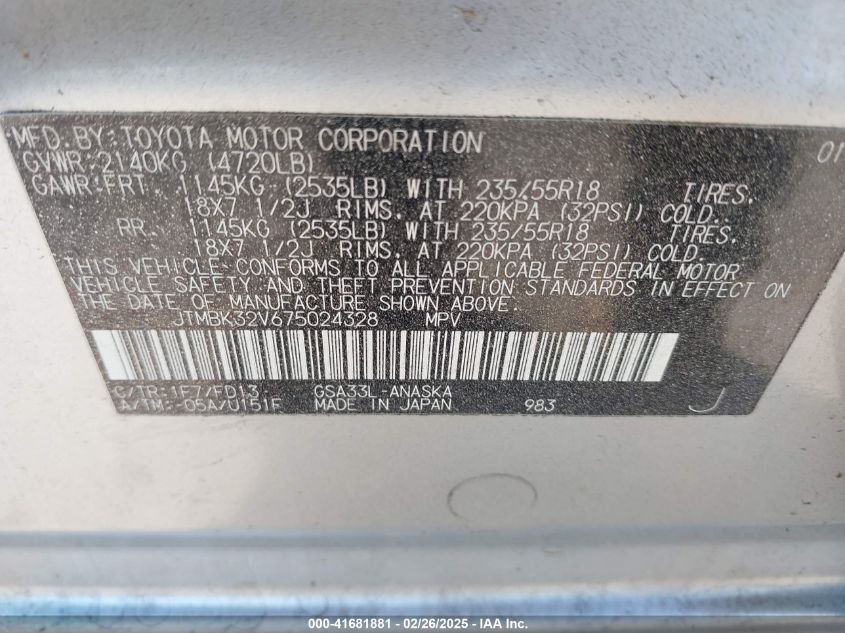 MFD.BY:TOYOTA MOTOR CORPORATION 01
GVWR:2140KG (4720LB)
GAWR:FRT 1145KG (2535LB) WITH 235/55R18 TIRES.
18X7 1/2J RIMS. AT 220KPA (32PSI) COLD.
RR 1145KG (2535LB) WITH 235/55R18 TIRES.
18X7 1/2J RIMS. AT 220KPA (32PSI) COLD.
THIS VEHICLE CONFORMS TO ALL APPLICABLE FEDERAL MOTOR
VEHICLE SAFETY AND THEFT PREVENTION STANDARDS IN EFFECT ON
THE DATE OF MANUFACTURE SHOWN ABOVE.
JTMBK32V675024328 MPV
C/TR:1F7/FD13 GSA33L-ANASKA
A/TM:-05A/U151F MADE IN JAPAN 983 J
000-41681881 - 02/26/2025 - IAA Inc.